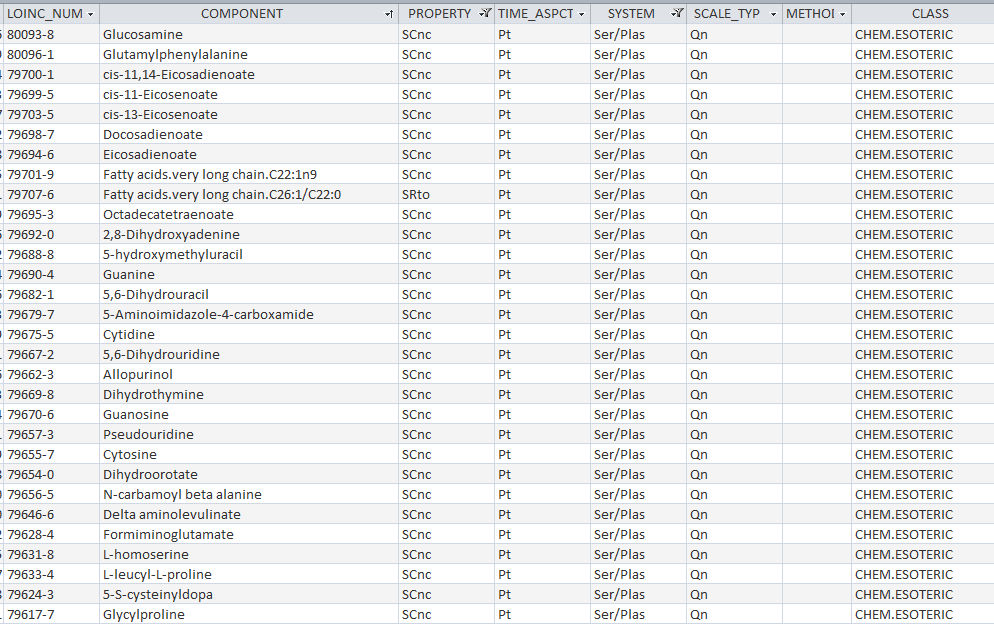 LOINC_NUM COMPONENT PROPERTY TIME_ASPCT SYSTEM SCALE_TYP METHOI CLASS
80093-8 Glucosamine SCnc Pt Ser/Plas Qn CHEM.ESOTERIC
80096-1 Glutamylphenylalanine SCnc Pt Ser/Plas Qn CHEM.ESOTERIC
79700-1 cis-11,14-Eicosadienoate SCnc Pt Ser/Plas Qn CHEM.ESOTERIC
79699-5 cis-11-Eicosenoate SCnc Pt Ser/Plas Qn CHEM.ESOTERIC
79703-5 cis-13-Eicosenoate SCnc Pt Ser/Plas Qn CHEM.ESOTERIC
79698-7 Docosadienoate SCnc Pt Ser/Plas Qn CHEM.ESOTERIC
79694-6 Eicosadienoate SCnc Pt Ser/Plas Qn CHEM.ESOTERIC
79701-9 Fatty acids.very long chain.C22:1n9 SCnc Pt Ser/Plas Qn CHEM.ESOTERIC
79707-6 Fatty acids.very long chain.C26:1/C22:0 SRto Pt Ser/Plas Qn CHEM.ESOTERIC
79695-3 Octadecatetraenoate SCnc Pt Ser/Plas Qn CHEM.ESOTERIC
79692-0 2,8-Dihydroxyadenine SCnc Pt Ser/Plas Qn CHEM.ESOTERIC
79688-8 5-hydroxymethyluracil SCnc Pt Ser/Plas Qn CHEM.ESOTERIC
79690-4 Guanine SCnc Pt Ser/Plas Qn CHEM.ESOTERIC
79682-1 5,6-Dihydrouracil SCnc Pt Ser/Plas Qn CHEM.ESOTERIC
79679-7 5-Aminoimidazole-4-carboxamide SCnc Pt Ser/Plas Qn CHEM.ESOTERIC
79675-5 Cytidine SCnc Pt Ser/Plas Qn CHEM.ESOTERIC
79667-2 5,6-Dihydrouridine SCnc Pt Ser/Plas Qn CHEM.ESOTERIC
79662-3 Allopurinol SCnc Pt Ser/Plas Qn CHEM.ESOTERIC
79669-8 Dihydrothymine SCnc Pt Ser/Plas Qn CHEM.ESOTERIC
79670-6 Guanosine SCnc Pt Ser/Plas Qn CHEM.ESOTERIC
79657-3 Pseudouridine SCnc Pt Ser/Plas Qn CHEM.ESOTERIC
79655-7 Cytosine SCnc Pt Ser/Plas Qn CHEM.ESOTERIC
79654-0 Dihydroorotate SCnc Pt Ser/Plas Qn CHEM.ESOTERIC
79656-5 N-carbamoyl beta alanine SCnc Pt Ser/Plas Qn CHEM.ESOTERIC
79646-6 Delta aminolevulinate SCnc Pt Ser/Plas Qn CHEM.ESOTERIC
79628-4 Formiminoglutamate SCnc Pt Ser/Plas Qn CHEM.ESOTERIC
79631-8 L-homoserine SCnc Pt Ser/Plas Qn CHEM.ESOTERIC
79633-4 L-leucyl-L-proline SCnc Pt Ser/Plas Qn CHEM.ESOTERIC
79624-3 5-S-cysteinyldopa SCnc Pt Ser/Plas Qn CHEM.ESOTERIC
79617-7 Glycylproline SCnc Pt Ser/Plas Qn CHEM.ESOTERIC